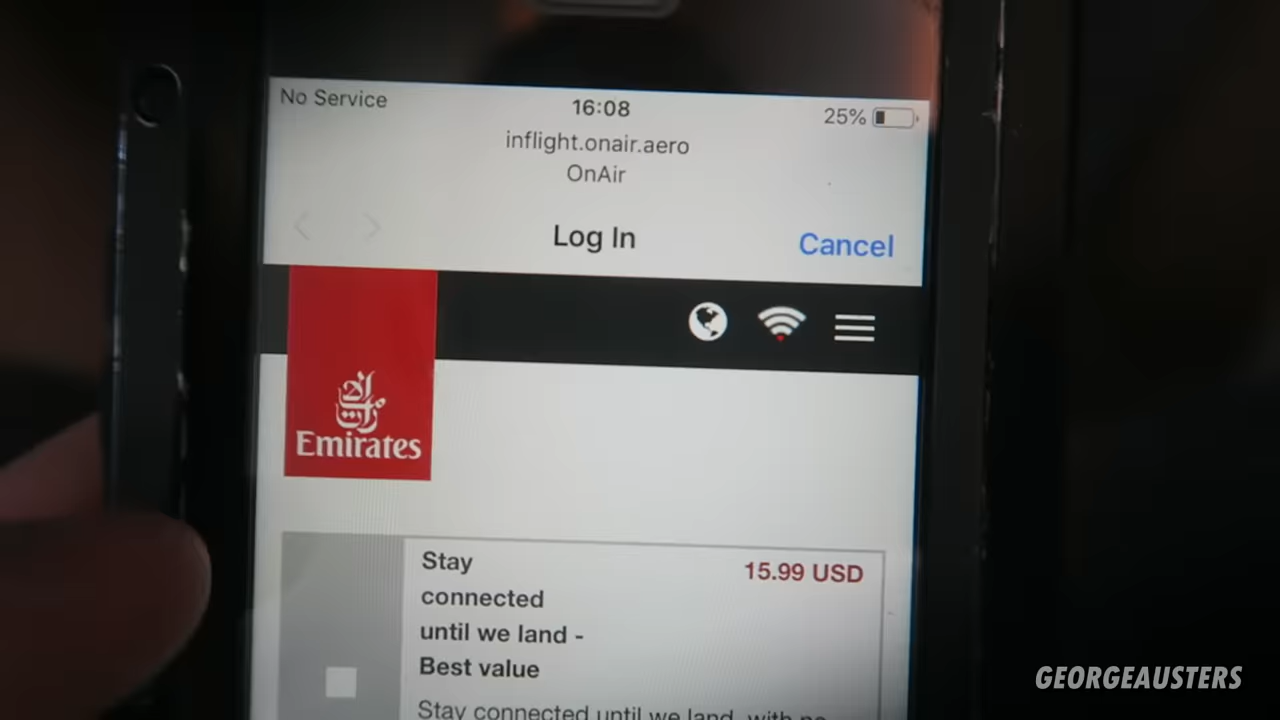 No Service 16:08 25%
inflight.onair.aero
OnAir
Log In Cancel
Emirates
Stay 15.99 USD
connected
until we land -
Best value
Stay connected until we land, with no
GEORGEAUSTERS